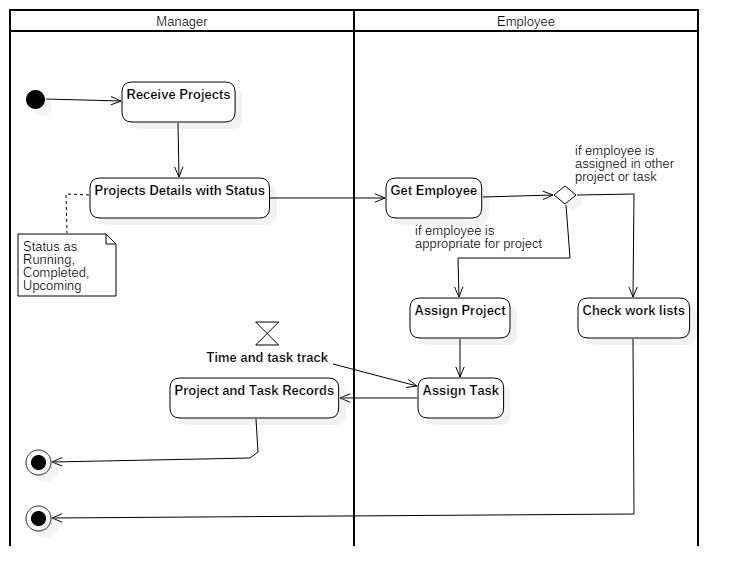 Manager
Employee
Receive Projects
if employee is
assigned in other
project or task
Projects Details with Status
Get Employee
if employee is
appropriate for project
Status as
Running,
Completed,
Upcoming
Assign Project
Check work lists
Time and task track
Project and Task Records
Assign Task